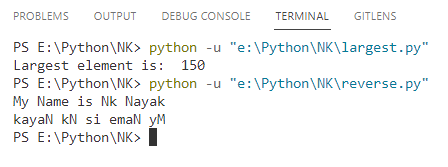 PROBLEMS OUTPUT DEBUG CONSOLE TERMINAL GITLENS
PS E:\Python\NK> python -u "e:\Python\NK\largest.py"
Largest element is:  150
PS E:\Python\NK> python -u "e:\Python\NK\reverse.py"
My Name is Nk Nayak
kayaN kN si emaN yM
PS E:\Python\NK>